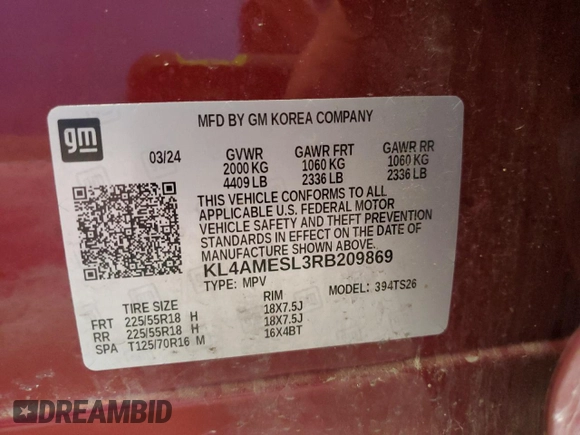 gm
MFD BY GM KOREA COMPANY
03/24 GVWR GAWR FRT GAWR RR
2000 KG 1060 KG 1060 KG
4409 LB 2336 LB 2336 LB
THIS VEHICLE CONFORMS TO ALL
APPLICABLE U.S. FEDERAL MOTOR
VEHICLE SAFETY AND THEFT PREVENTION
STANDARDS IN EFFECT ON THE DATE OF
MANUFACTURE SHOWN ABOVE.
KL4AMESL3RB209869
TYPE: MPV MODEL: 394TS26
TIRE SIZE RIM
FRT 225/55R18 H 18X7.5J
RR 225/55R18 H 18X7.5J
SPA T125/70R16 M 16X4BT
DREAMBID